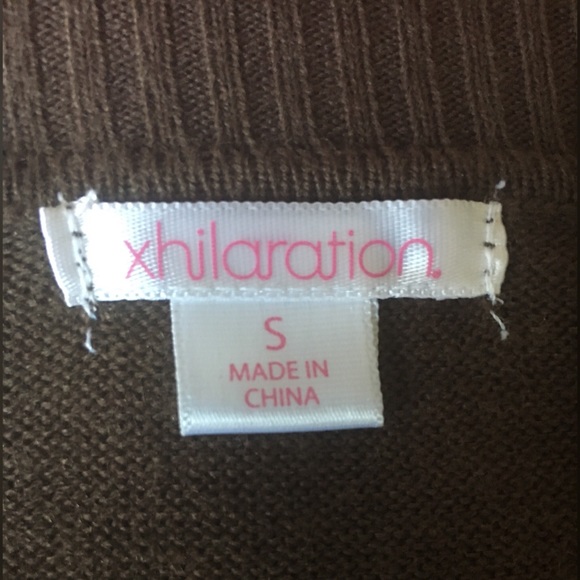 xhilaration.
S
MADE IN
CHINA